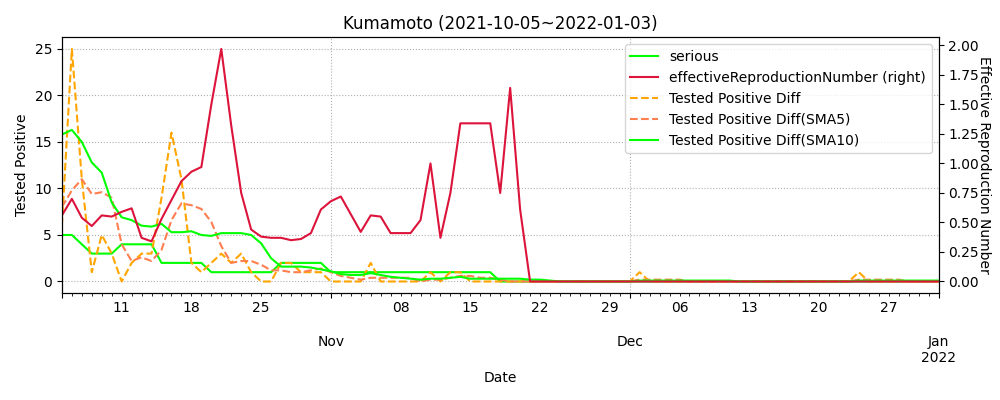 Kumamoto (2021-10-05~2022-01-03)
serious
effectiveReproductionNumber (right)
Tested Positive Diff
Tested Positive Diff(SMA5)
Tested Positive Diff(SMA10)
Tested Positive
25
20
15
10
5
0
Effective Reproduction Number
2.00
1.75
1.50
1.25
1.00
0.75
0.50
0.25
0.00
11 18 25 08 15 22 29 06 13 20 27
Nov Dec Jan
2022
Date